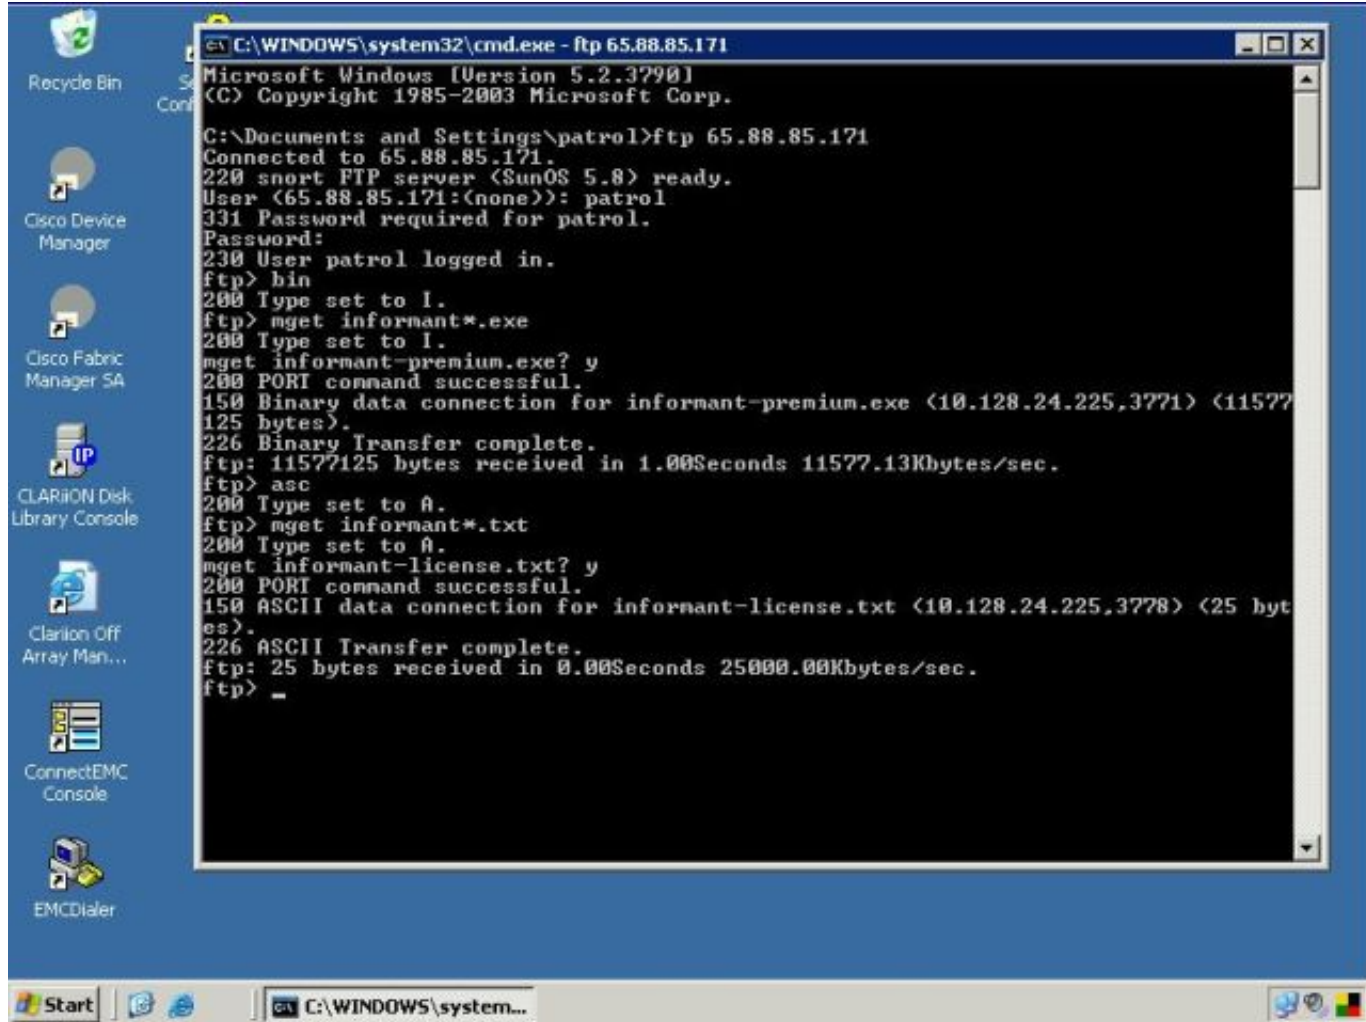 Recycle Bin
Cisco Device
Manager
Cisco Fabric
Manager SA
IP
CLARiiON Disk
Library Console
Clariion Off
Array Man...
ConnectEMC
Console
EMCDialer
C:\WINDOWS\system32\cmd.exe - ftp 65.88.85.171
Microsoft Windows [Version 5.2.3790]
(C) Copyright 1985-2003 Microsoft Corp.
C:\Documents and Settings\patrol>ftp 65.88.85.171
Connected to 65.88.85.171.
220 snort FTP server (SunOS 5.8) ready.
User (65.88.85.171:(none)): patrol
331 Password required for patrol.
Password:
230 User patrol logged in.
ftp> bin
200 Type set to I.
ftp> mget informant*.exe
200 Type set to I.
mget informant-premium.exe? y
200 PORT command successful.
150 Binary data connection for informant-premium.exe (10.128.24.225,3771) (11577
125 bytes).
226 Binary Transfer complete.
ftp: 11577125 bytes received in 1.00Seconds 11577.13Kbytes/sec.
ftp> asc
200 Type set to A.
ftp> mget informant*.txt
200 Type set to A.
mget informant-license.txt? y
200 PORT command successful.
150 ASCII data connection for informant-license.txt (10.128.24.225,3778) (25 byt
es).
226 ASCII Transfer complete.
ftp: 25 bytes received in 0.00Seconds 25000.00Kbytes/sec.
ftp> _
Start
C:\WINDOWS\system...